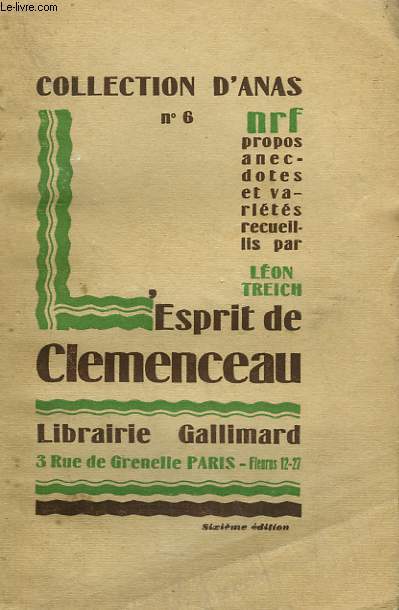 Le-livre.com
COLLECTION D'ANAS
n° 6
nrf
propos
anec-
dotes
et va-
riétés
recueil-
lis par
LÉON
TREICH
L'Esprit de
Clemenceau
Librairie Gallimard
3 Rue de Grenelle PARIS - Fleurus 12-27
Sixième édition